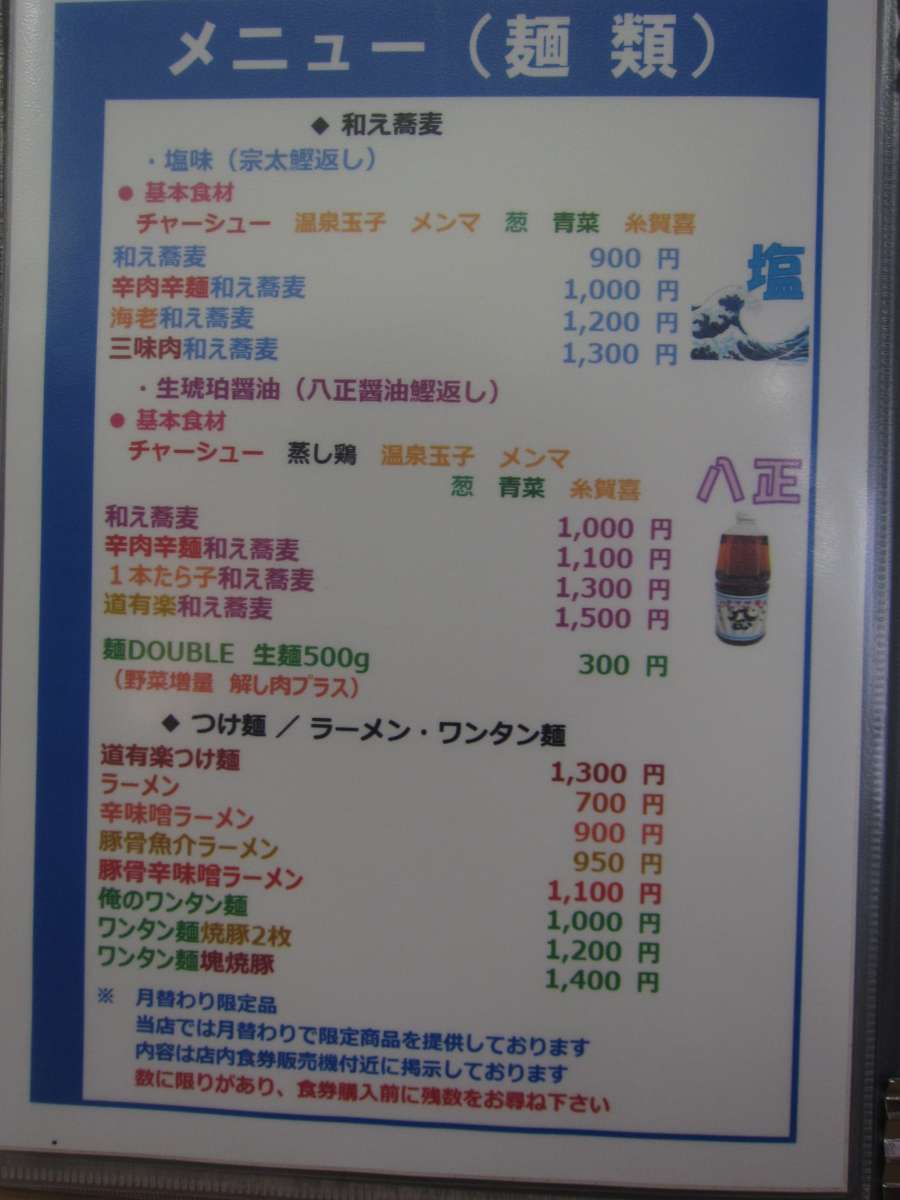 メニュー（麺 類）
◆ 和え蕎麦
・塩味（宗太鰹返し）
● 基本食材
チャーシュー 温泉玉子 メンマ 葱 青菜 糸賀喜
和え蕎麦 900 円
辛肉辛麺和え蕎麦 1,000 円
海老和え蕎麦 1,200 円
三味肉和え蕎麦 1,300 円
塩
・生琥珀醤油（八正醤油鰹返し）
● 基本食材
チャーシュー 蒸し鶏 温泉玉子 メンマ
葱 青菜 糸賀喜
八正
和え蕎麦 1,000 円
辛肉辛麺和え蕎麦 1,100 円
１本たら子和え蕎麦 1,300 円
道有楽和え蕎麦 1,500 円
麺DOUBLE 生麺500g 300 円
（野菜増量 解し肉プラス）
◆ つけ麺 ／ ラーメン・ワンタン麺
道有楽つけ麺 1,300 円
ラーメン 700 円
辛味噌ラーメン 900 円
豚骨魚介ラーメン 950 円
豚骨辛味噌ラーメン 1,100 円
俺のワンタン麺 1,000 円
ワンタン麺焼豚2枚 1,200 円
ワンタン麺塊焼豚 1,400 円
※ 月替わり限定品
当店では月替わりで限定商品を提供しております
内容は店内食券販売機付近に掲示しております
数に限りがあり、食券購入前に残数をお尋ね下さい